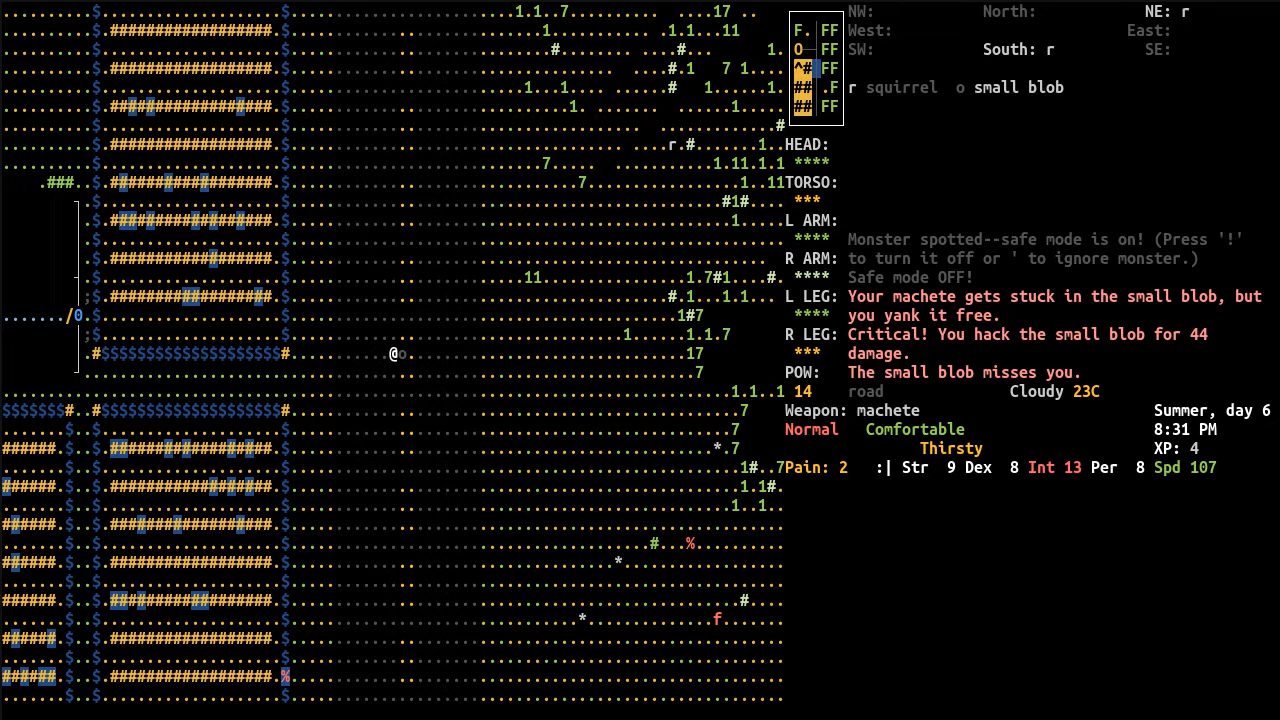 NW: North: NE: r
West: East:
SW: South: r SE:
r squirrel o small blob
HEAD:
****
TORSO:
***
L ARM:
****
R ARM:
****
L LEG:
****
R LEG:
***
POW:
14
Monster spotted--safe mode is on! (Press '!'
to turn it off or ' to ignore monster.)
Safe mode OFF!
Your machete gets stuck in the small blob, but
you yank it free.
Critical! You hack the small blob for 44
damage.
The small blob misses you.
road Cloudy 23C
Weapon: machete Summer, day 6
Normal Comfortable 8:31 PM
Thirsty XP: 4
Pain: 2 :| Str 9 Dex 8 Int 13 Per 8 Spd 107